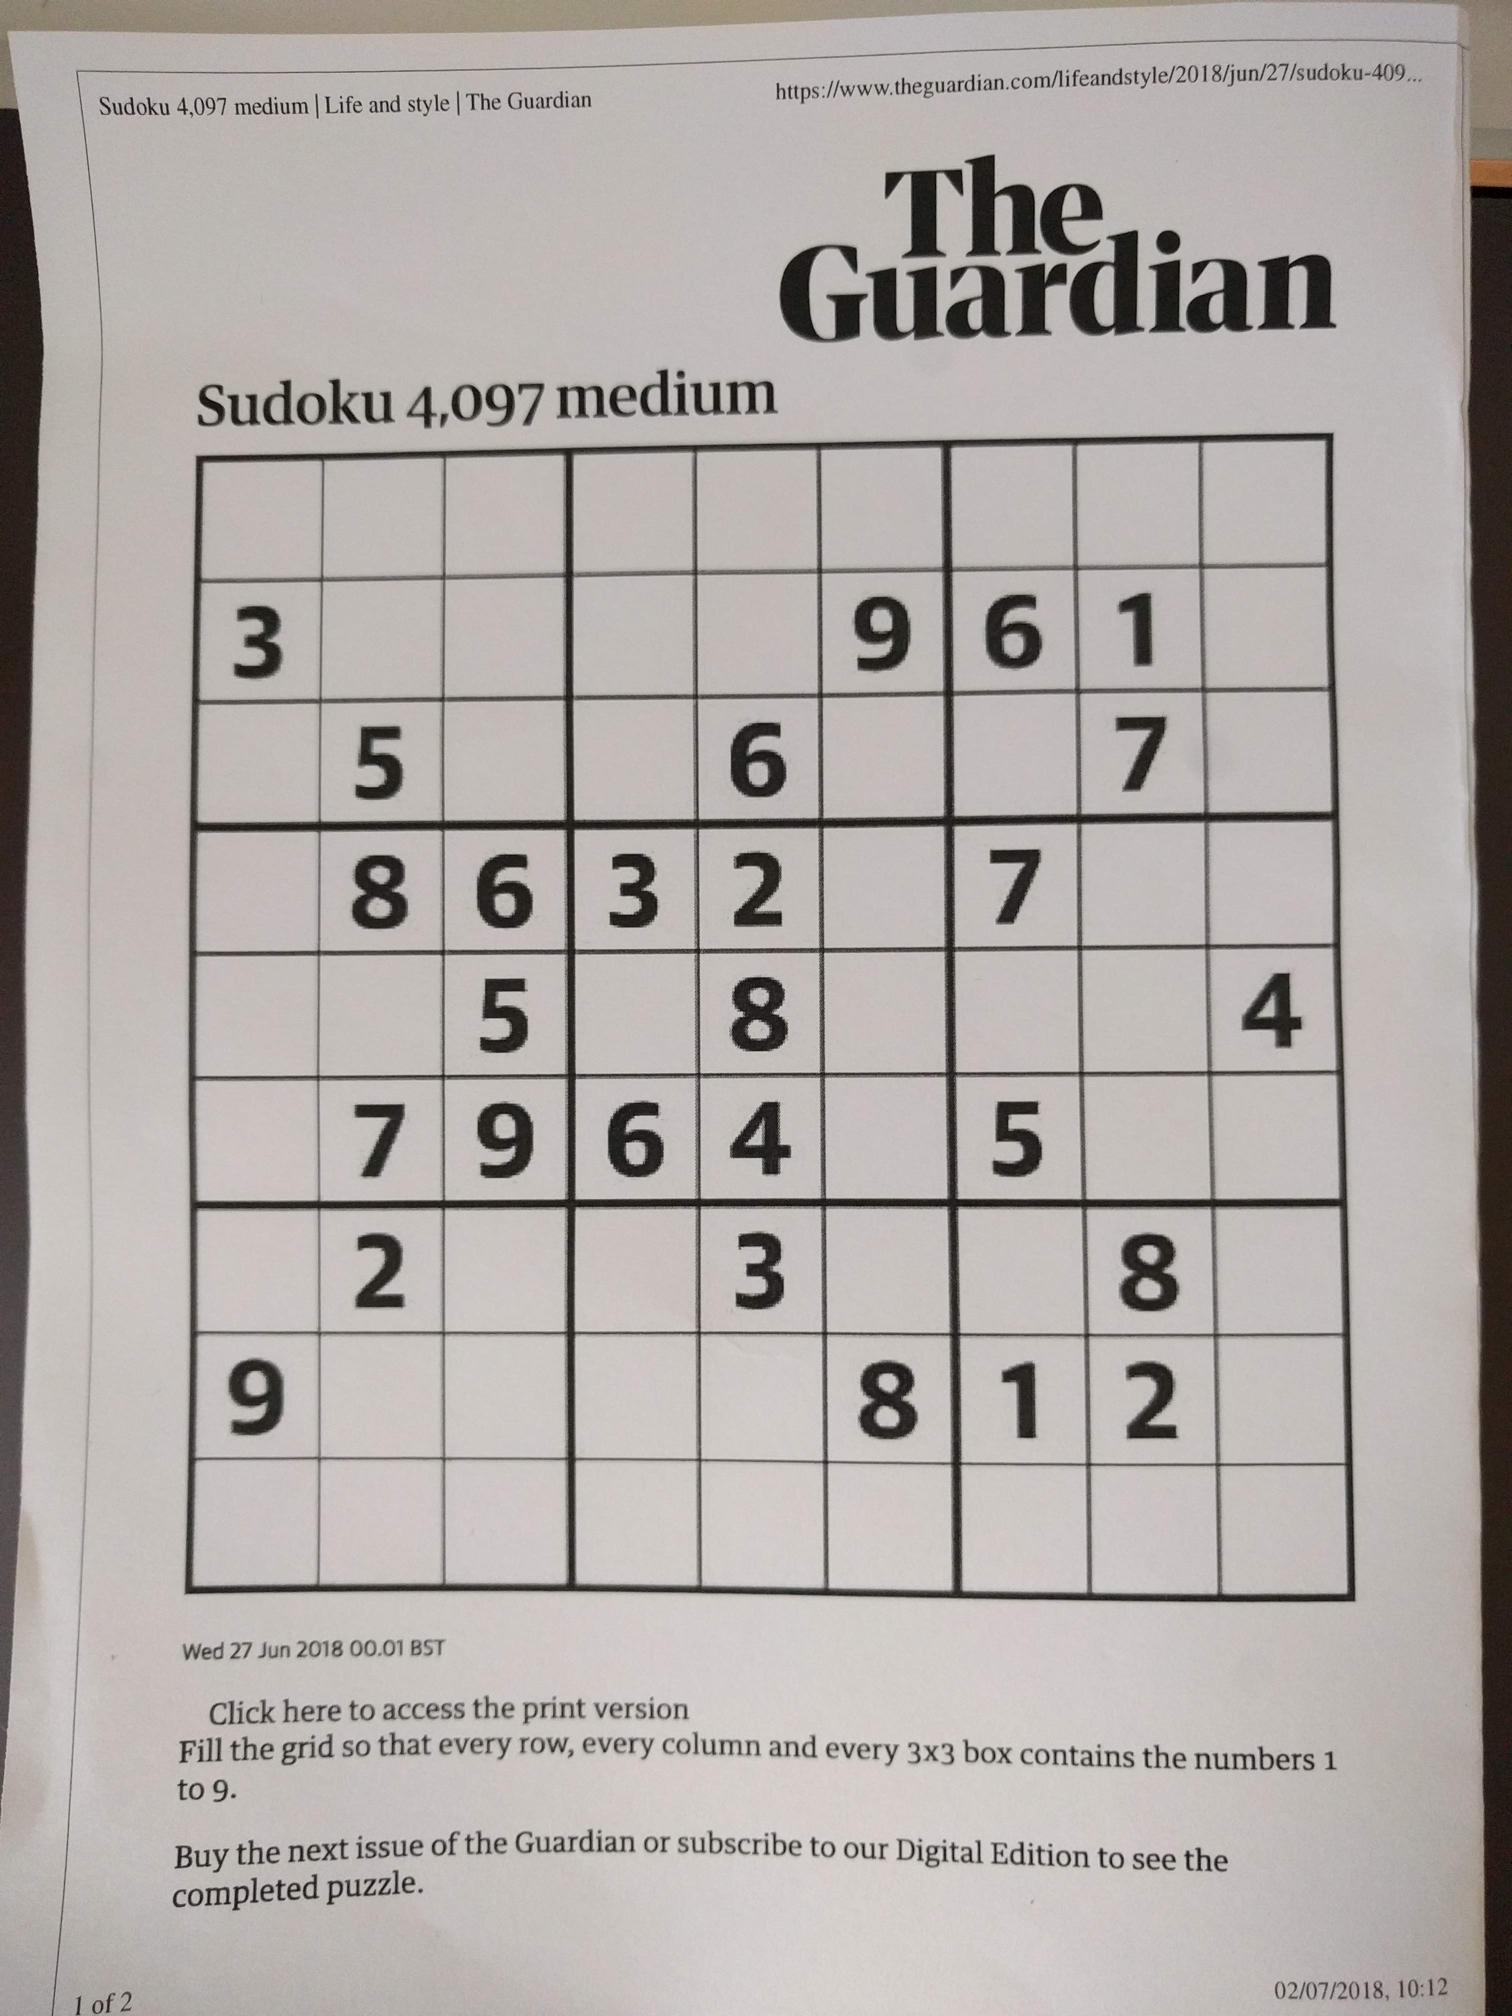 Sudoku 4,097 medium | Life and style | The Guardian
https://www.theguardian.com/lifeandstyle/2018/jun/27/sudoku-409...
The
Guardian
Sudoku 4,097 medium
3 9 6 1
5 6 7
8 6 3 2 7
5 8 4
7 9 6 4 5
2 3 8
9 8 1 2
Wed 27 Jun 2018 00.01 BST
Click here to access the print version
Fill the grid so that every row, every column and every 3x3 box contains the numbers 1
to 9.
Buy the next issue of the Guardian or subscribe to our Digital Edition to see the
completed puzzle.
1 of 2
02/07/2018, 10:12